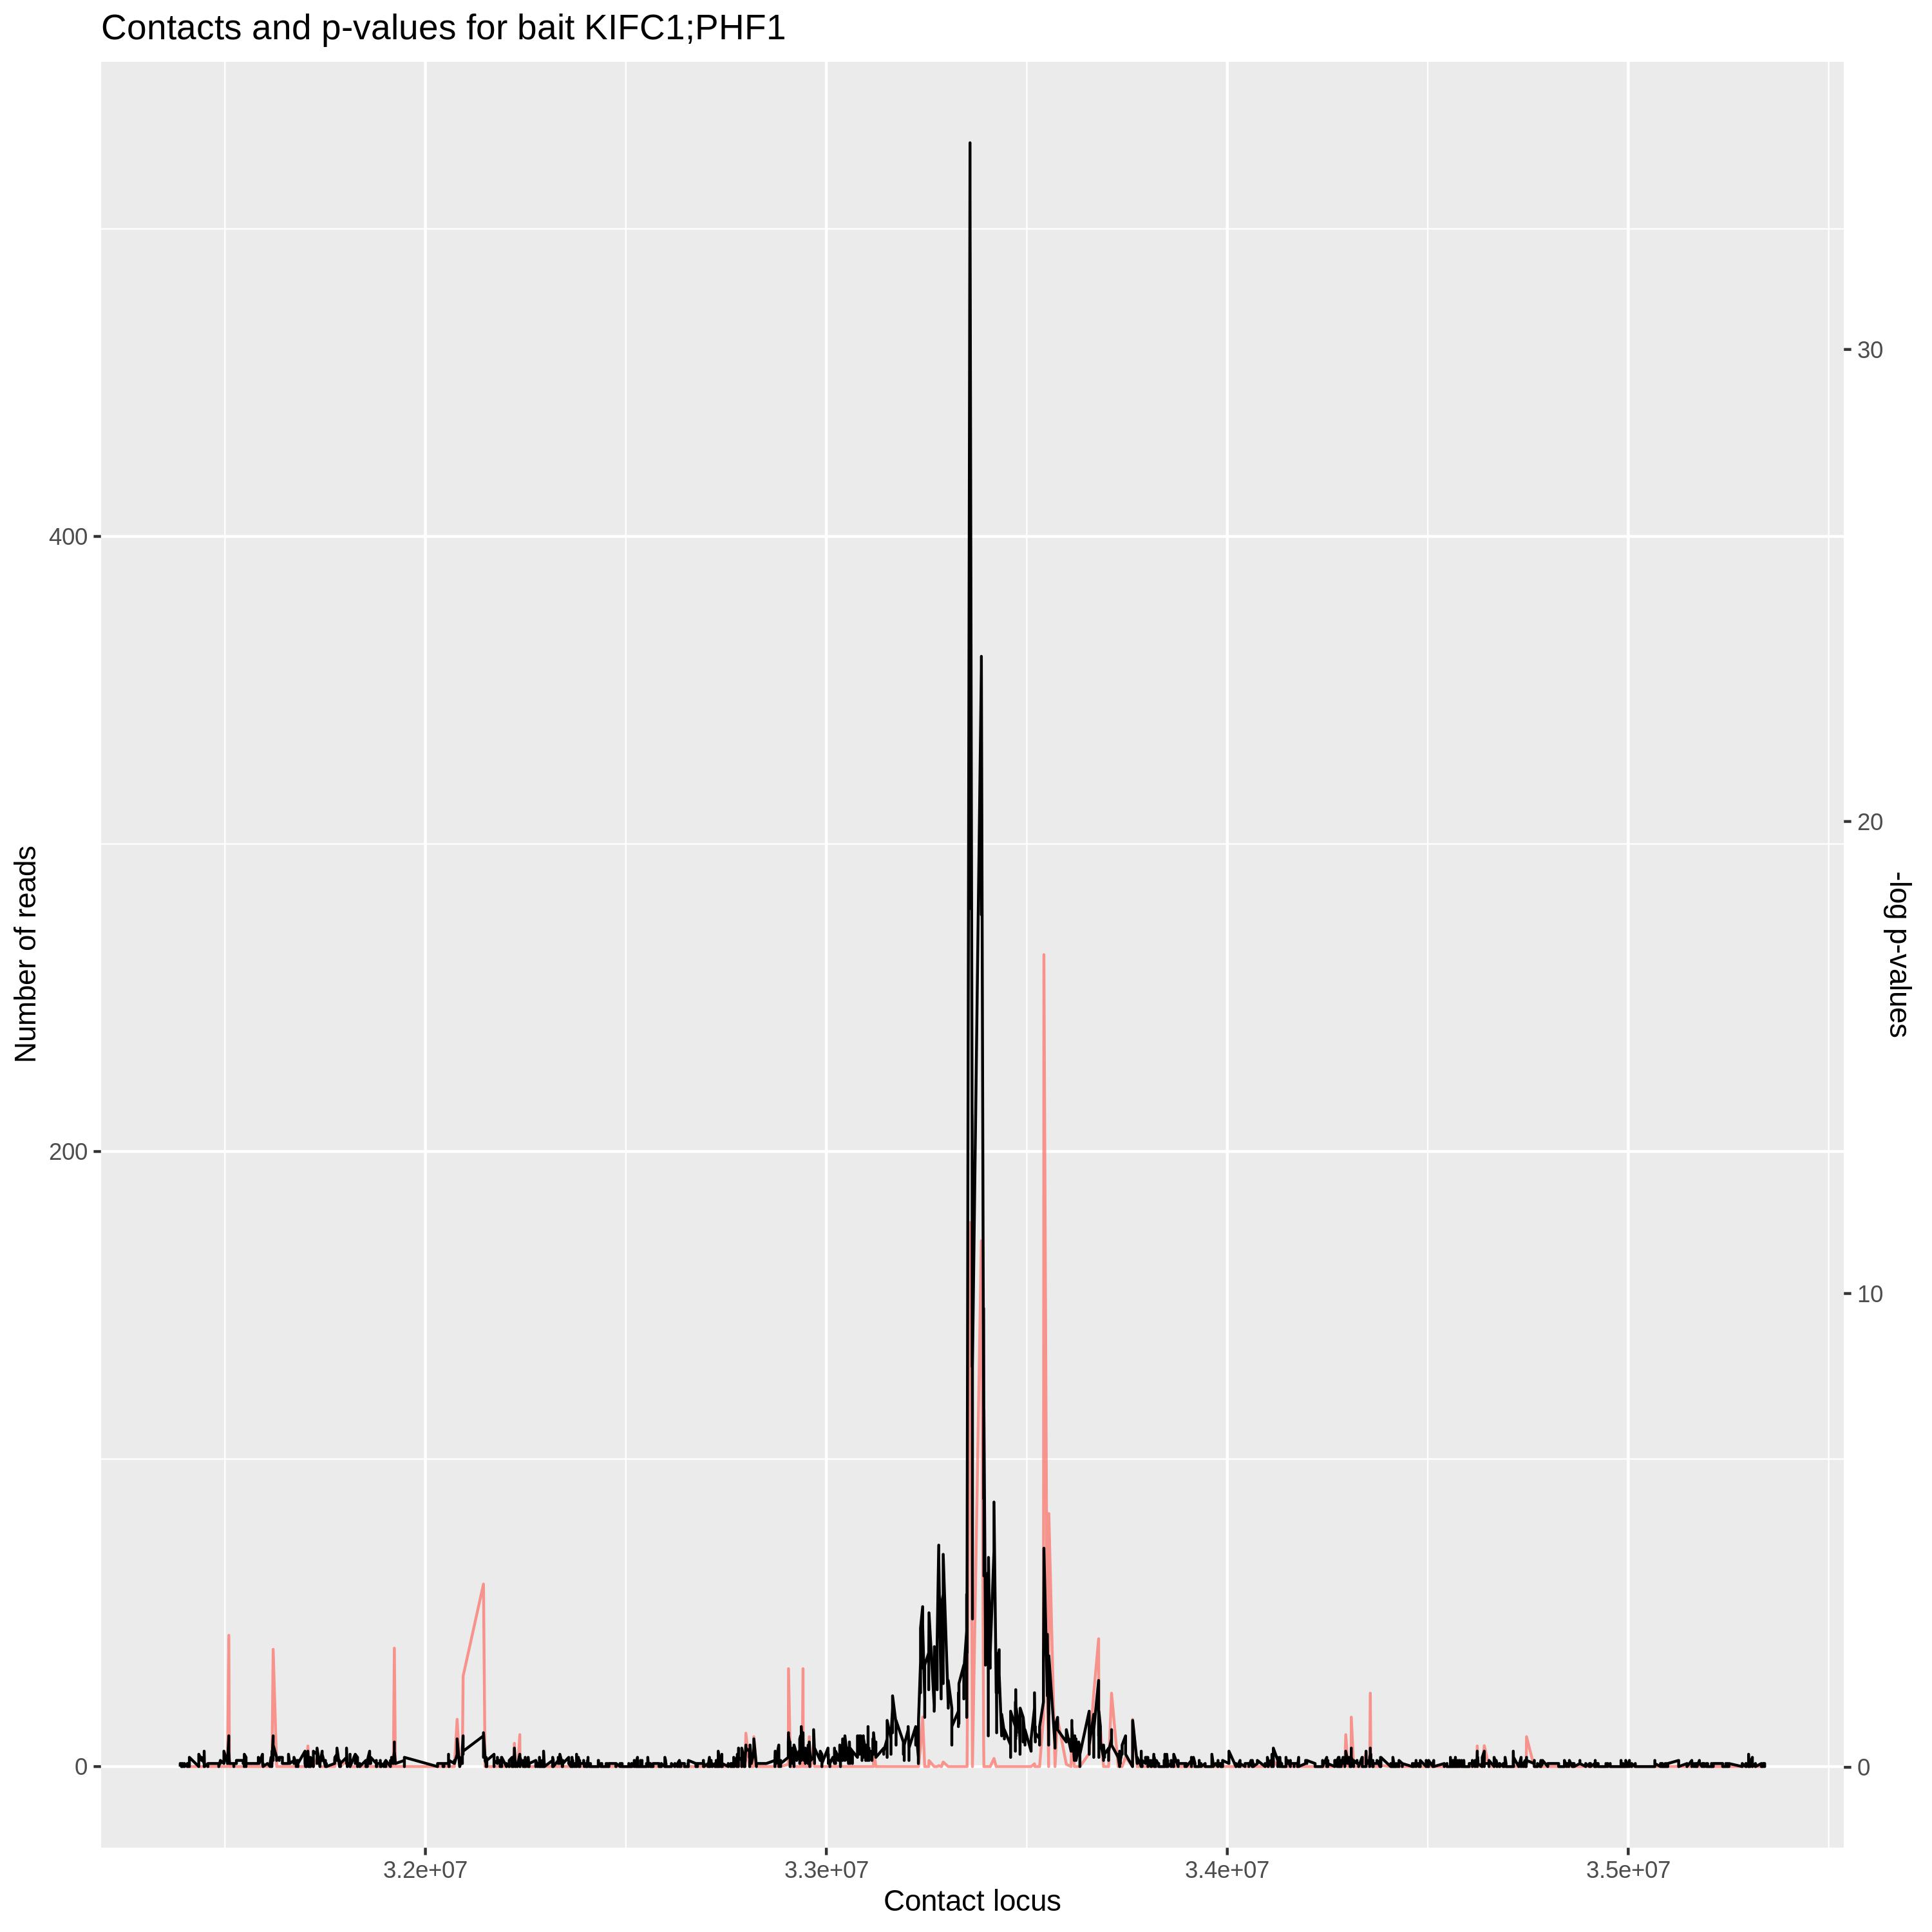 Contacts and p-values for bait KIFC1;PHF1
400
200
0
Number of reads
30
20
10
0
-log p-values
3.2e+07
3.3e+07
3.4e+07
3.5e+07
Contact locus